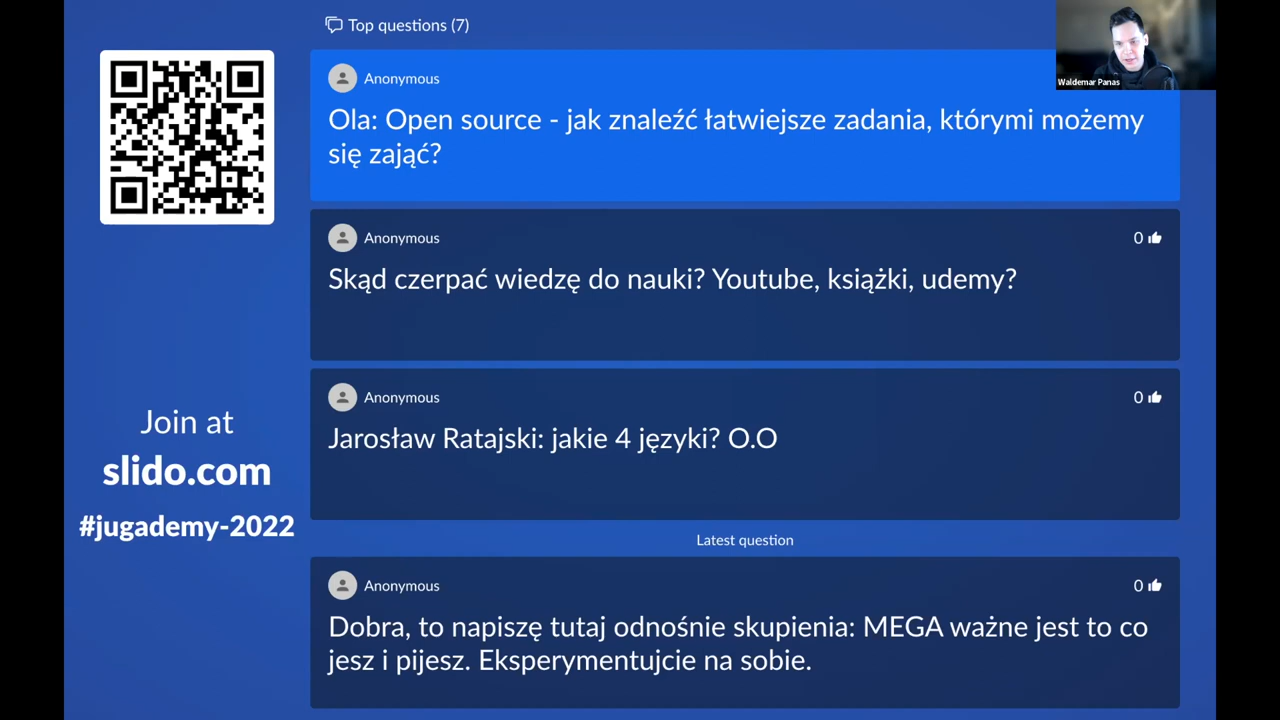 Top questions (7)
Waldemar Panas
Anonymous
Ola: Open source - jak znaleźć łatwiejsze zadania, którymi możemy
się zająć?
Anonymous
0
Skąd czerpać wiedzę do nauki? Youtube, książki, udemy?
Anonymous
0
Jarosław Ratajski: jakie 4 języki? O.O
Join at
slido.com
#jugademy-2022
Latest question
Anonymous
0
Dobra, to napiszę tutaj odnośnie skupienia: MEGA ważne jest to co
jesz i pijesz. Eksperymentujcie na sobie.